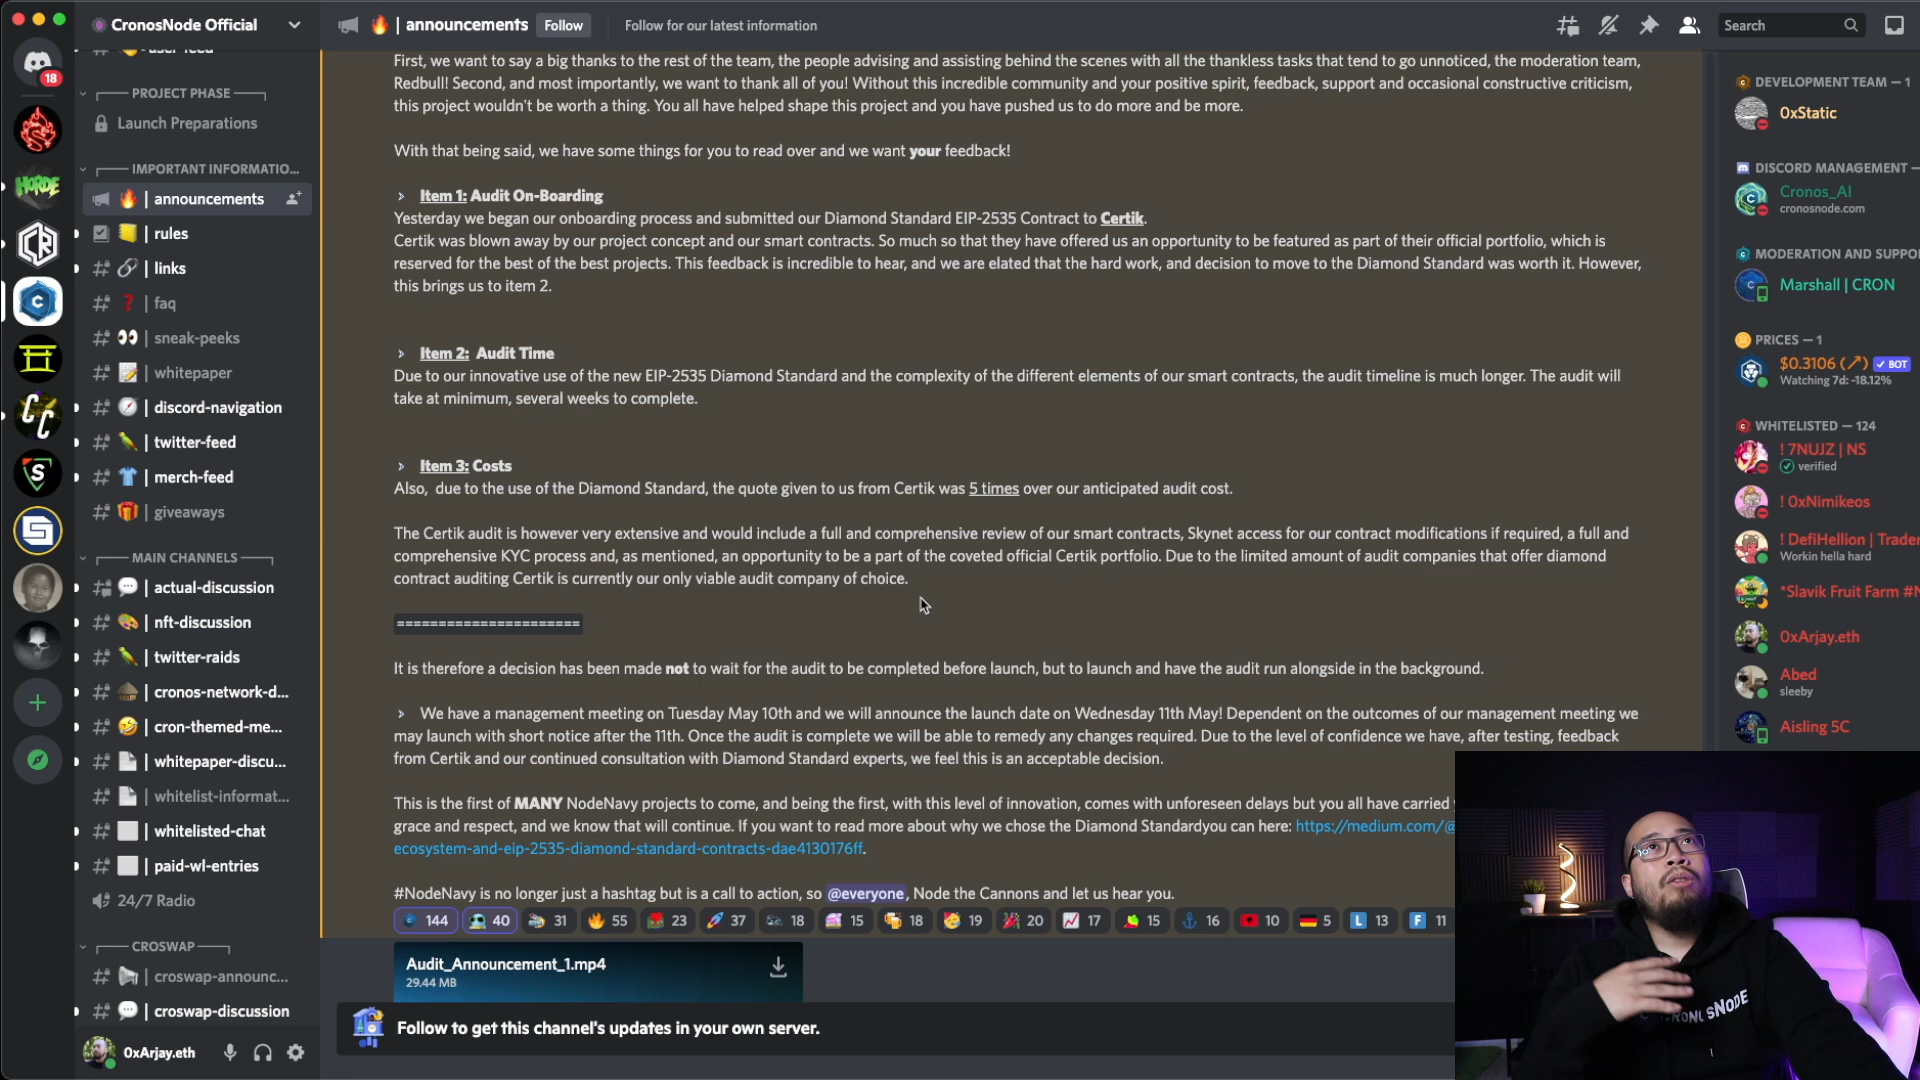 CronosNode Official
| announcements
Follow
Follow for our latest information
Search
18
user-feed
PROJECT PHASE
Launch Preparations
IMPORTANT INFORMATIO...
| announcements
| rules
| links
| faq
| sneak-peeks
| whitepaper
| discord-navigation
| twitter-feed
| merch-feed
| giveaways
MAIN CHANNELS
| actual-discussion
| nft-discussion
| twitter-raids
| cronos-network-d...
| cron-themed-me...
| whitepaper-discu...
| whitelist-informat...
| whitelisted-chat
| paid-wl-entries
24/7 Radio
CROSWAP
| croswap-announc...
| croswap-discussion
0xArjay.eth
HORDE
First, we want to say a big thanks to the rest of the team, the people advising and assisting behind the scenes with all the thankless tasks that tend to go unnoticed, the moderation team,
Redbull! Second, and most importantly, we want to thank all of you! Without this incredible community and your positive spirit, feedback, support and occasional constructive criticism,
this project wouldn't be worth a thing. You all have helped shape this project and you have pushed us to do more and be more.
With that being said, we have some things for you to read over and we want your feedback!
› Item 1: Audit On-Boarding
Yesterday we began our onboarding process and submitted our Diamond Standard EIP-2535 Contract to Certik.
Certik was blown away by our project concept and our smart contracts. So much so that they have offered us an opportunity to be featured as part of their official portfolio, which is
reserved for the best of the best projects. This feedback is incredible to hear, and we are elated that the hard work, and decision to move to the Diamond Standard was worth it. However,
this brings us to item 2.
› Item 2: Audit Time
Due to our innovative use of the new EIP-2535 Diamond Standard and the complexity of the different elements of our smart contracts, the audit timeline is much longer. The audit will
take at minimum, several weeks to complete.
› Item 3: Costs
Also, due to the use of the Diamond Standard, the quote given to us from Certik was 5 times over our anticipated audit cost.
The Certik audit is however very extensive and would include a full and comprehensive review of our smart contracts, Skynet access for our contract modifications if required, a full and
comprehensive KYC process and, as mentioned, an opportunity to be a part of the coveted official Certik portfolio. Due to the limited amount of audit companies that offer diamond
contract auditing Certik is currently our only viable audit company of choice.
======================
It is therefore a decision has been made not to wait for the audit to be completed before launch, but to launch and have the audit run alongside in the background.
› We have a management meeting on Tuesday May 10th and we will announce the launch date on Wednesday 11th May! Dependent on the outcomes of our management meeting we
may launch with short notice after the 11th. Once the audit is complete we will be able to remedy any changes required. Due to the level of confidence we have, after testing, feedback
from Certik and our continued consultation with Diamond Standard experts, we feel this is an acceptable decision.
This is the first of MANY NodeNavy projects to come, and being the first, with this level of innovation, comes with unforeseen delays but you all have carried
grace and respect, and we know that will continue. If you want to read more about why we chose the Diamond Standardyou can here: https://medium.com/@
ecosystem-and-eip-2535-diamond-standard-contracts-dae4130176ff.
#NodeNavy is no longer just a hashtag but is a call to action, so @everyone, Node the Cannons and let us hear you.
144 40 31 55 23 37 18 15 18 19 20 17 15 16 10 5 L 13 F 11
Audit_Announcement_1.mp4
29.44 MB
Follow to get this channel's updates in your own server.
DEVELOPMENT TEAM — 1
0xStatic
DISCORD MANAGEMENT —
Cronos_AI
cronosnode.com
MODERATION AND SUPPO
Marshall | CRON
PRICES — 1
$0.3106 (↗) ✓ BOT
Watching 7d: -18.12%
WHITELISTED — 124
! 7NUJZ | NS
verified
! 0xNimikeos
! DefiHellion | Trader
Workin hella hard
*Slavik Fruit Farm #N
0xArjay.eth
Abed
sleeby
Aisling 5C